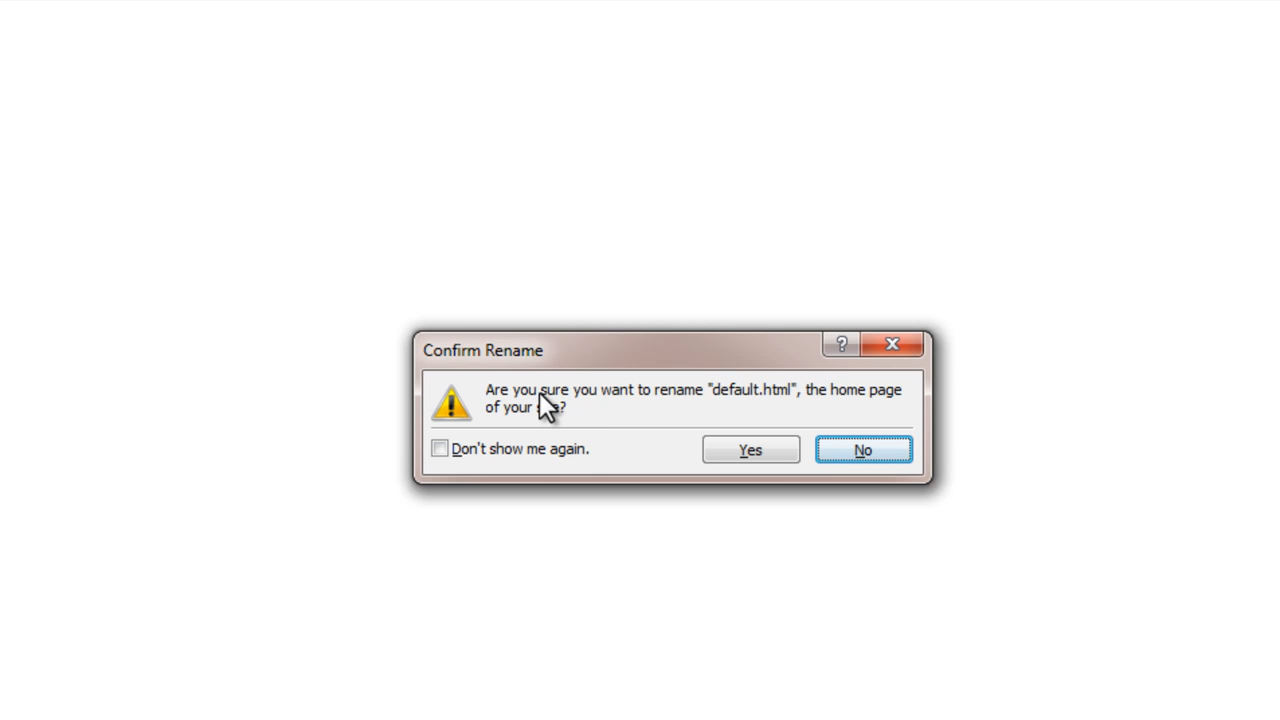 Confirm Rename
?
Are you sure you want to rename "default.html", the home page
of your
Don't show me again.
Yes
No